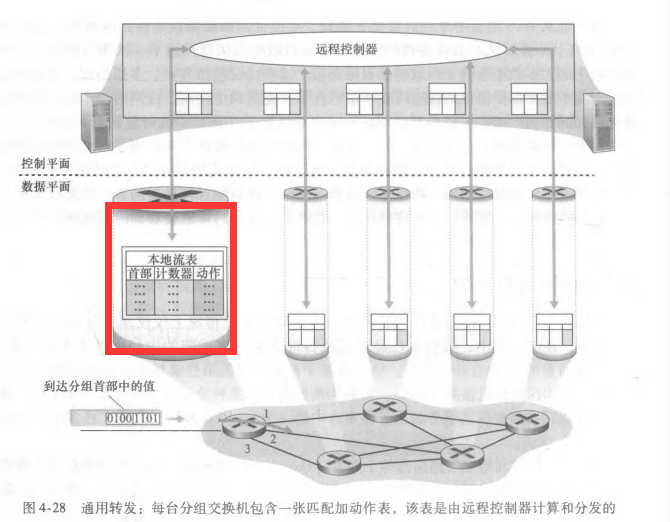 远程控制器
控制平面
数据平面
本地流表
首部 计数器 动作
... ... ...
... ... ...
... ... ...
... ... ...
到达分组首部中的值
01001101
1
2
3
图 4-28 通用转发：每台分组交换机包含一张匹配加动作表，该表是由远程控制器计算和分发的